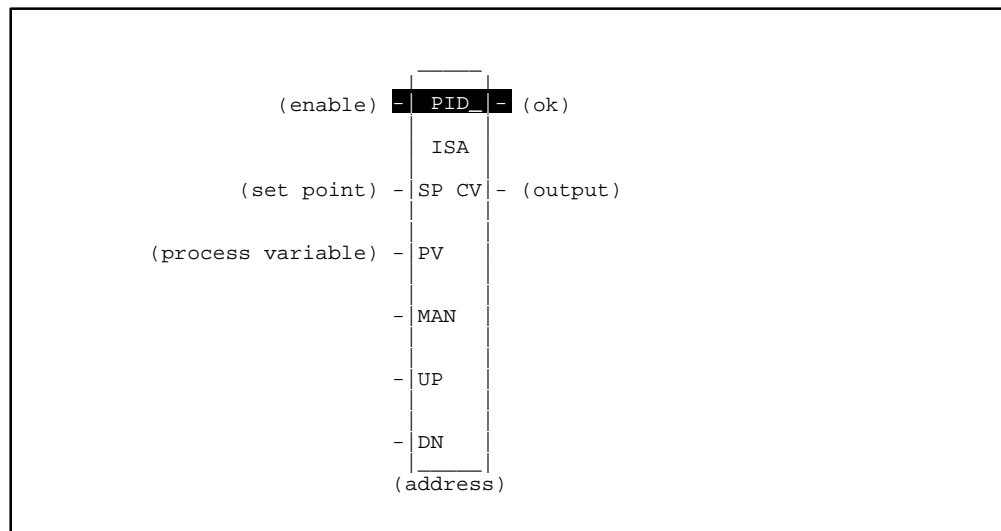 (enable) -| PID_|- (ok)
ISA
(set point) -|SP CV|- (output)
(process variable) -|PV
-|MAN
-|UP
-|DN
(address)